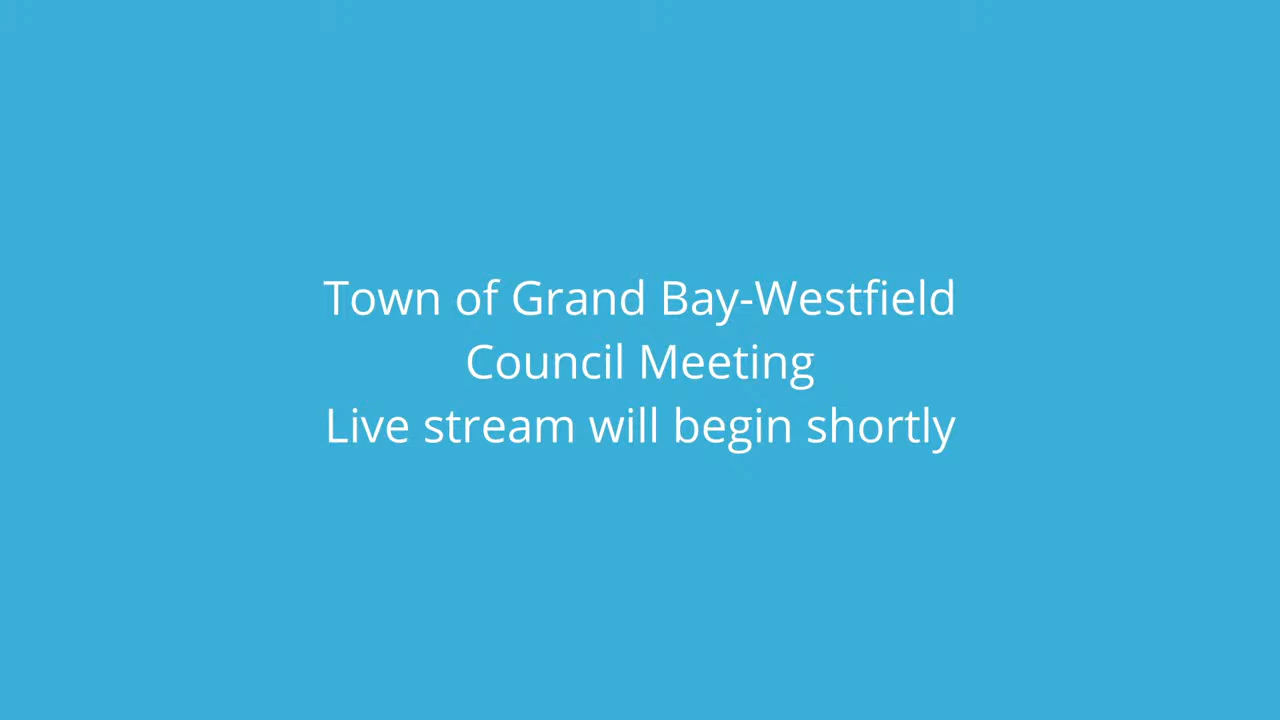 Town of Grand Bay-Westfield
Council Meeting
Live stream will begin shortly